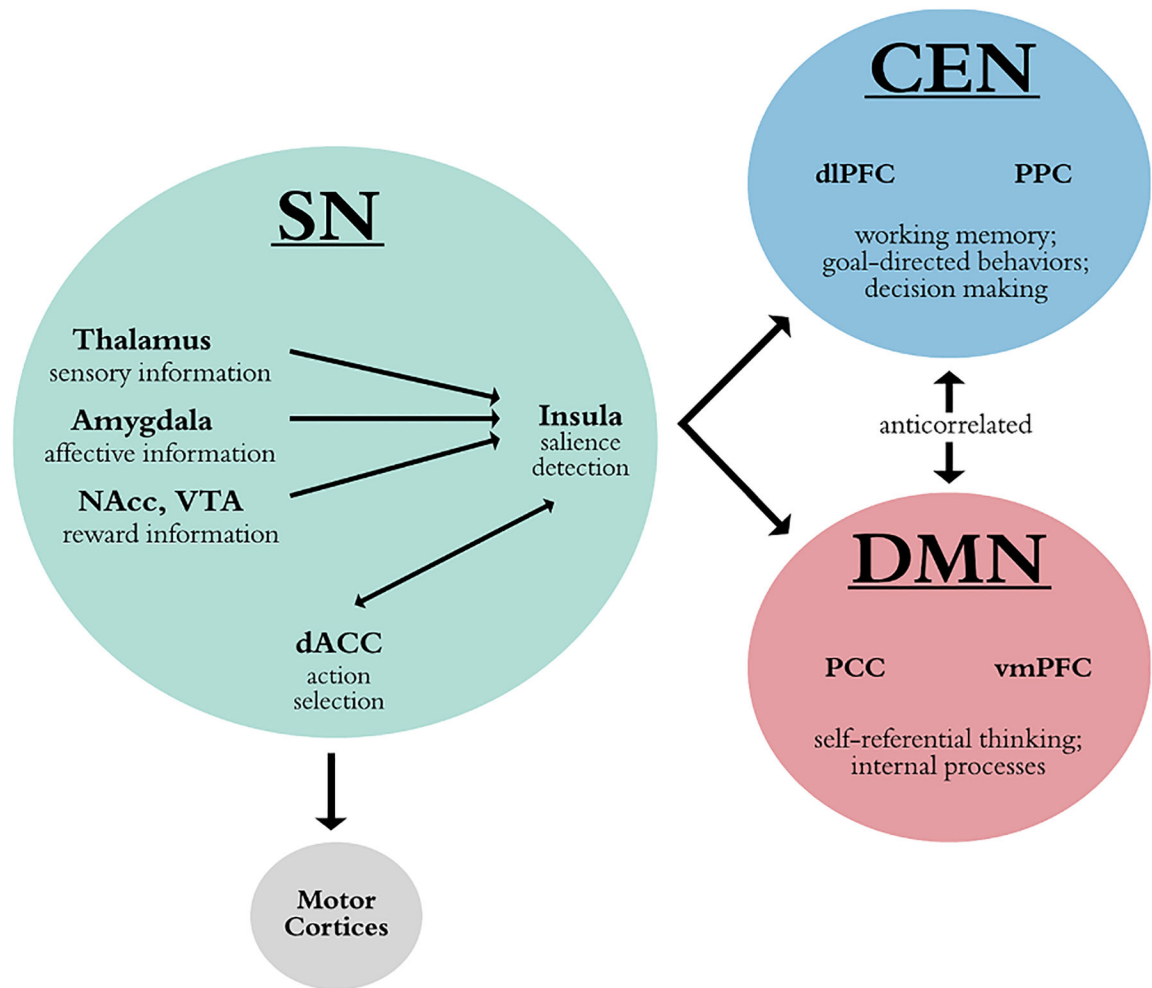 SN
Thalamus
sensory information
Amygdala
affective information
NAcc, VTA
reward information
Insula
salience
detection
dACC
action
selection
Motor
Cortices
CEN
dlPFC PPC
working memory;
goal-directed behaviors;
decision making
anticorrelated
DMN
PCC vmPFC
self-referential thinking;
internal processes